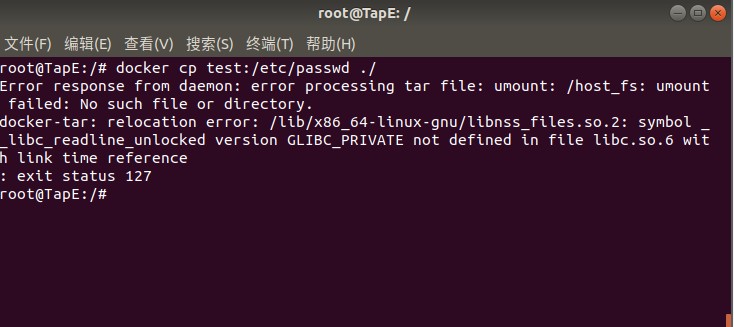 root@TapE: /
文件(F) 编辑(E) 查看(V) 搜索(S) 终端(T) 帮助(H)
root@TapE:/# docker cp test:/etc/passwd ./
Error response from daemon: error processing tar file: umount: /host_fs: umount
 failed: No such file or directory.
docker-tar: relocation error: /lib/x86_64-linux-gnu/libnss_files.so.2: symbol _
_libc_readline_unlocked version GLIBC_PRIVATE not defined in file libc.so.6 wit
h link time reference
: exit status 127
root@TapE:/#